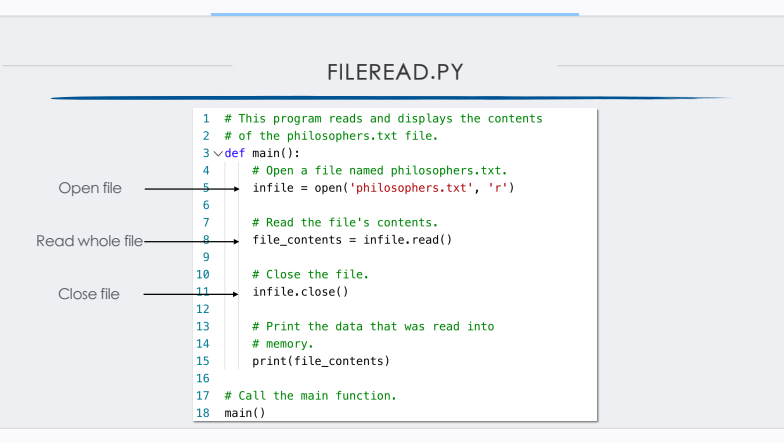 FILEREAD.PY
1 # This program reads and displays the contents
2 # of the philosophers.txt file.
3 def main():
4 # Open a file named philosophers.txt.
Open file
5 infile = open('philosophers.txt', 'r')
6
7 # Read the file's contents.
Read whole file
8 file_contents = infile.read()
9
10 # Close the file.
Close file
11 infile.close()
12
13 # Print the data that was read into
14 # memory.
15 print(file_contents)
16
17 # Call the main function.
18 main()